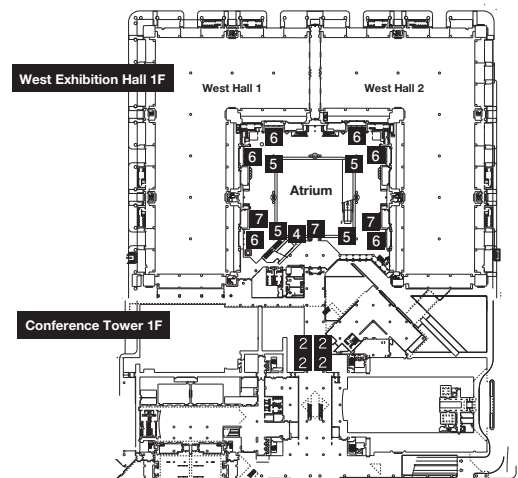 West Exhibition Hall 1F
West Hall 1 West Hall 2
6 6
6 5 5 6
Atrium
7 7
5 4 7 5
6 6
Conference Tower 1F
2 2
2 2